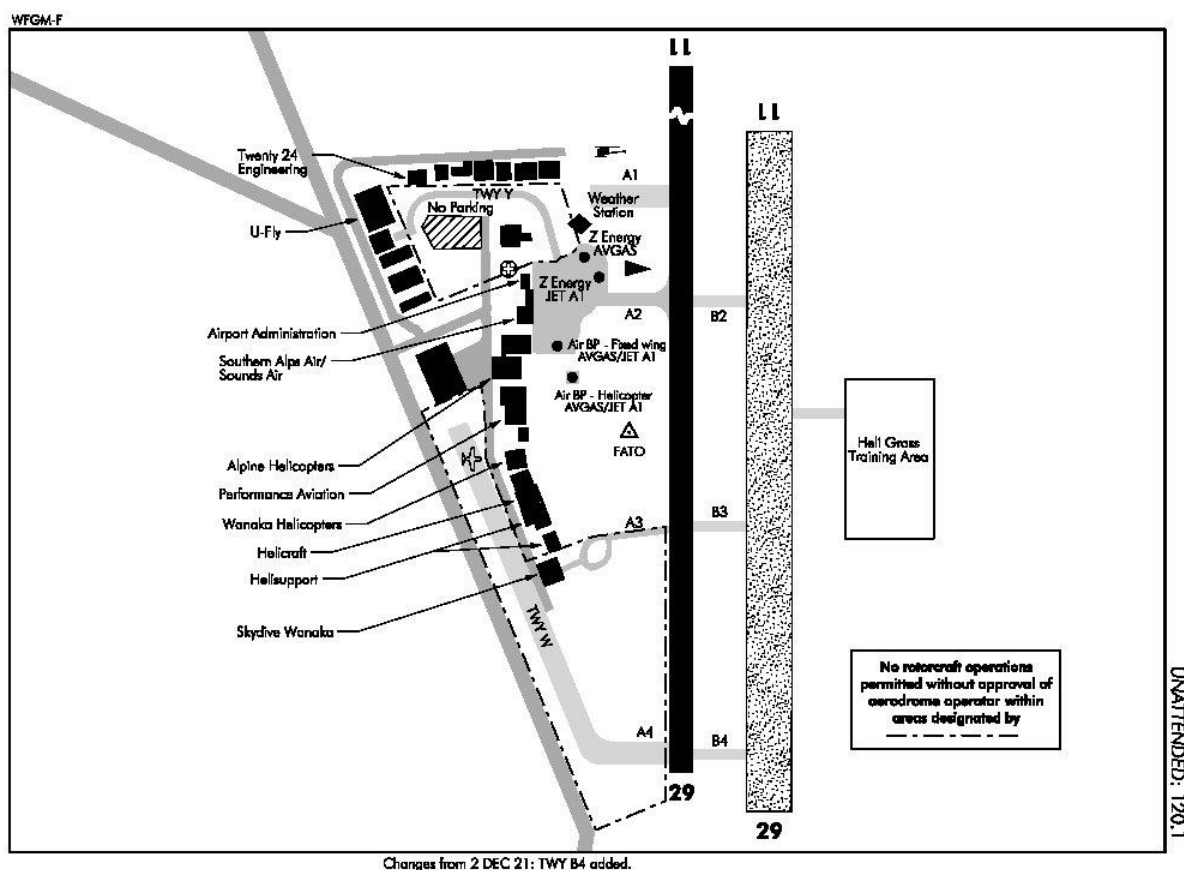 WFGM-F
11
11
Twenty 24
Engineering
A1
TWY Y
No Parking
Weather
Station
U-Fly
Z Energy
AVGAS
Z Energy
JET A1
A2
B2
Airport Administration
Southern Alps Air/
Sounds Air
Air BP - Fixed wing
AVGAS/JET A1
Air BP - Helicopter
AVGAS/JET A1
FATO
Heli Grass
Training Area
Alpine Helicopters
Performance Aviation
Wanaka Helicopters
A3
B3
Helicraft
Helisupport
Skydive Wanaka
TWY W
No rotorcraft operations
permitted without approval of
aerodrome operator within
areas designated by
A4
B4
29
29
UNATTENDED: 120.1
Changes from 2 DEC 21: TWY B4 added.